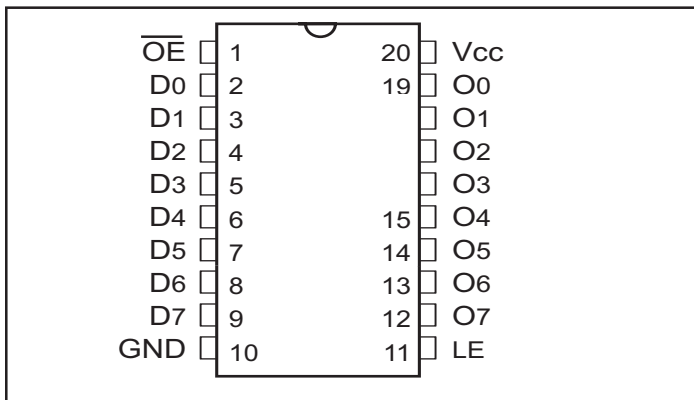 OE 1 20 Vcc
D0 2 19 O0
D1 3 O1
D2 4 O2
D3 5 O3
D4 6 15 O4
D5 7 14 O5
D6 8 13 O6
D7 9 12 O7
GND 10 11 LE